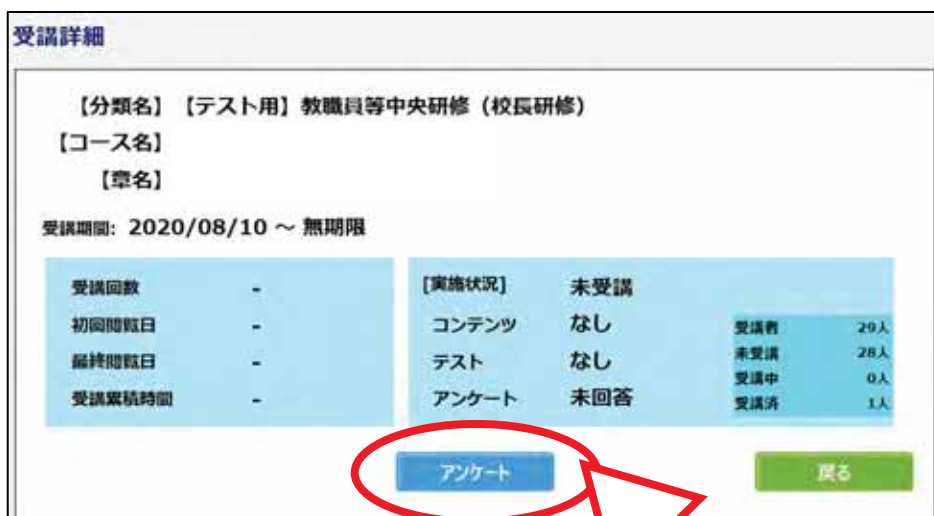 受講詳細
【分類名】【テスト用】教職員等中央研修（校長研修）
【コース名】
【章名】
受講期間: 2020/08/10 ～ 無期限
受講回数 -
初回閲覧日 -
最終閲覧日 -
受講累積時間 -
[実施状況] 未受講
コンテンツ なし
テスト なし
アンケート 未回答
受講者 29人
未受講 28人
受講中 0人
受講済 1人
アンケート
戻る